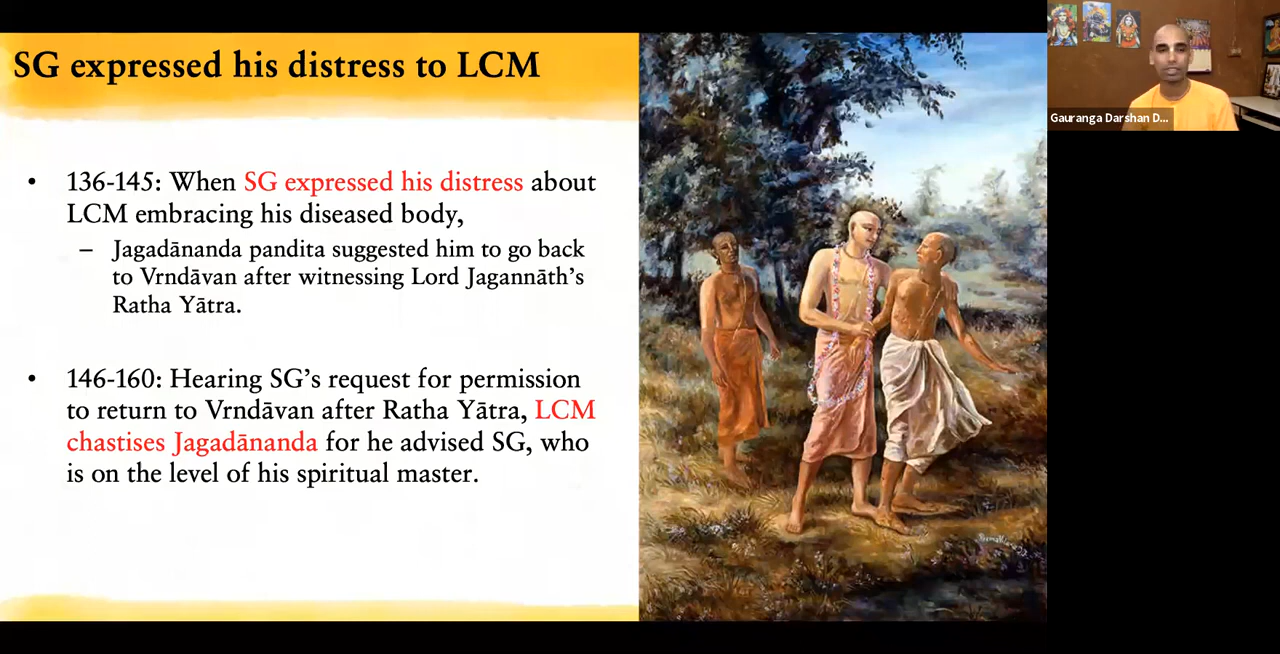 SG expressed his distress to LCM
• 136-145: When SG expressed his distress about
LCM embracing his diseased body,
– Jagadānanda pandita suggested him to go back
to Vrndāvan after witnessing Lord Jagannāth’s
Ratha Yātra.
• 146-160: Hearing SG’s request for permission
to return to Vrndāvan after Ratha Yātra, LCM
chastises Jagadānanda for he advised SG, who
is on the level of his spiritual master.
Gauranga Darshan D...